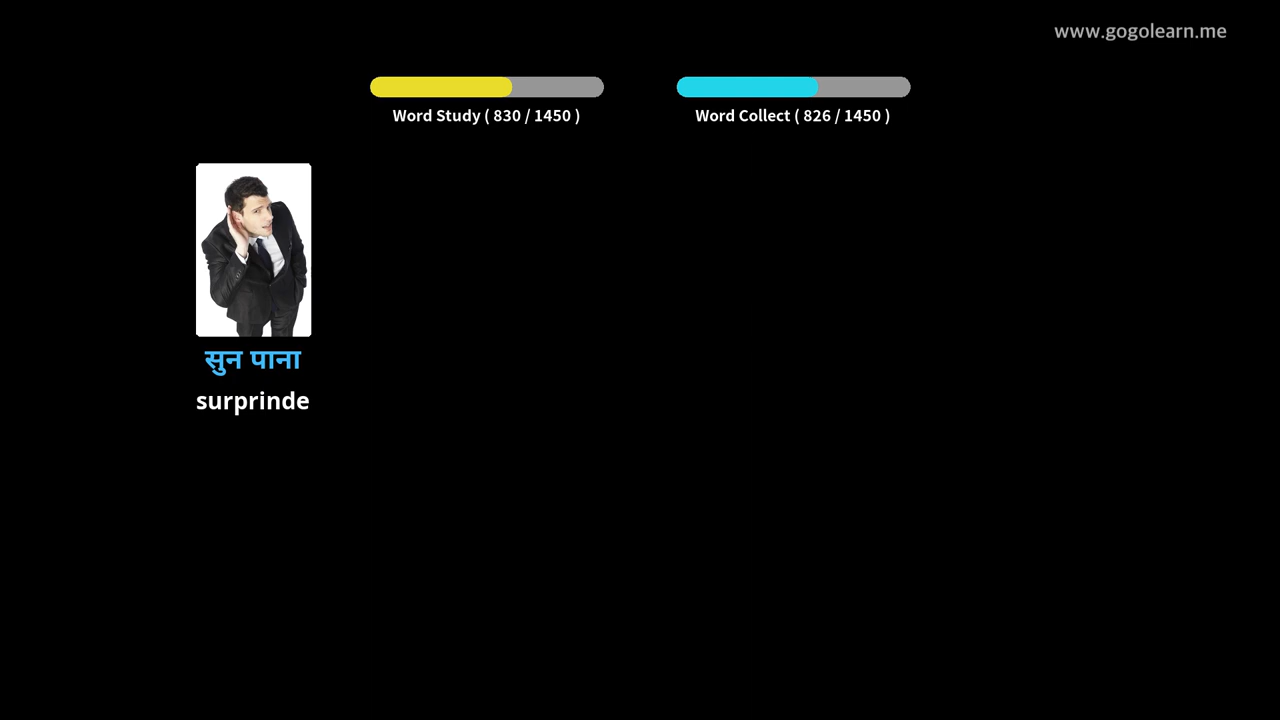 www.gogolearn.me
Word Study ( 830 / 1450 )
Word Collect ( 826 / 1450 )
सुन पाना
surprinde